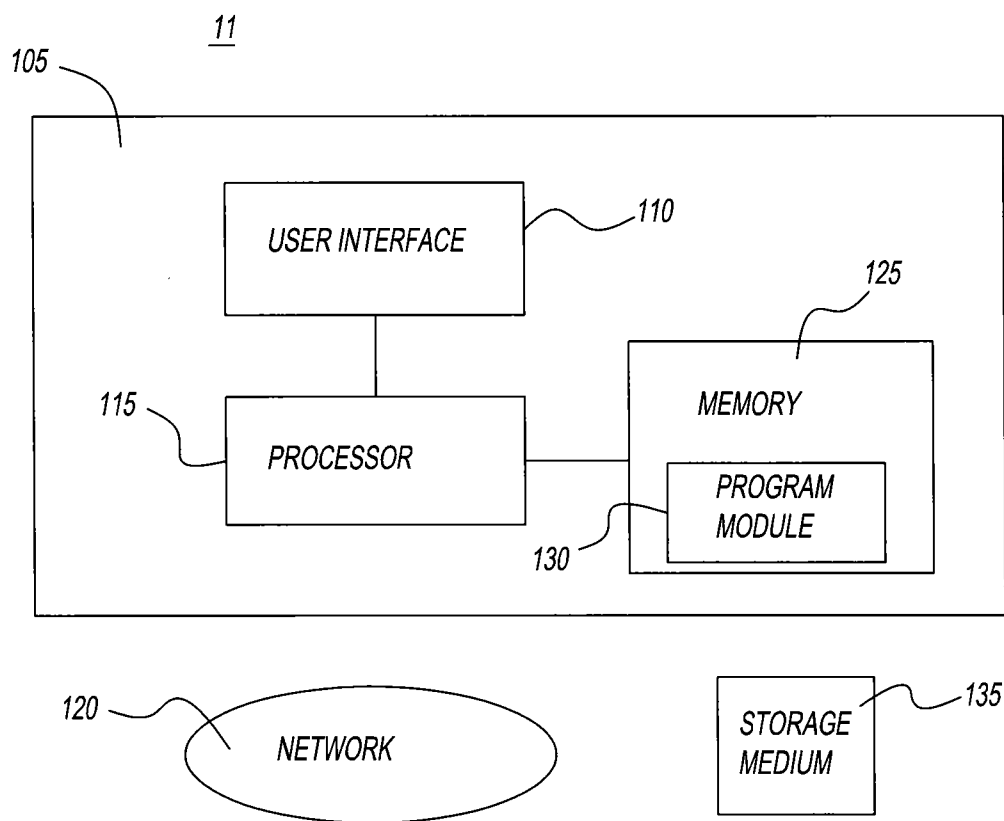 11
105
USER INTERFACE
110
125
MEMORY
115
PROCESSOR
PROGRAM
MODULE
130
120
NETWORK
135
STORAGE
MEDIUM